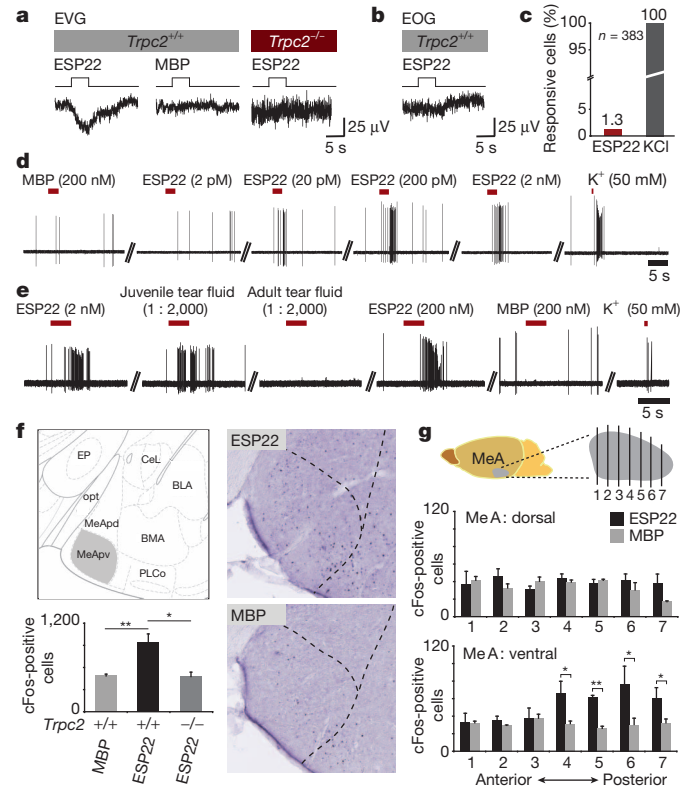 a
EVG
Trpc2+/+
Trpc2−/−
ESP22
MBP
ESP22
25 μV
5 s
b
EOG
Trpc2+/+
ESP22
25 μV
5 s
c
Responsive cells (%)
100
95
5
0
n = 383
100
1.3
ESP22
KCl
d
MBP (200 nM)
ESP22 (2 pM)
ESP22 (20 pM)
ESP22 (200 pM)
ESP22 (2 nM)
K+ (50 mM)
5 s
e
ESP22 (2 nM)
Juvenile tear fluid
(1 : 2,000)
Adult tear fluid
(1 : 2,000)
ESP22 (200 nM)
MBP (200 nM)
K+ (50 mM)
5 s
f
EP
CeL
BLA
opt
MeApd
BMA
MeApv
PLCo
ESP22
MBP
cFos-positive
cells
1,200
0
**
*
Trpc2
+/+
+/+
−/−
MBP
ESP22
ESP22
g
MeA
1 2 3 4 5 6 7
ESP22
MBP
MeA: dorsal
cFos-positive
cells
120
60
0
1 2 3 4 5 6 7
MeA: ventral
cFos-positive
cells
120
60
0
*
**
*
*
1 2 3 4 5 6 7
Anterior
Posterior